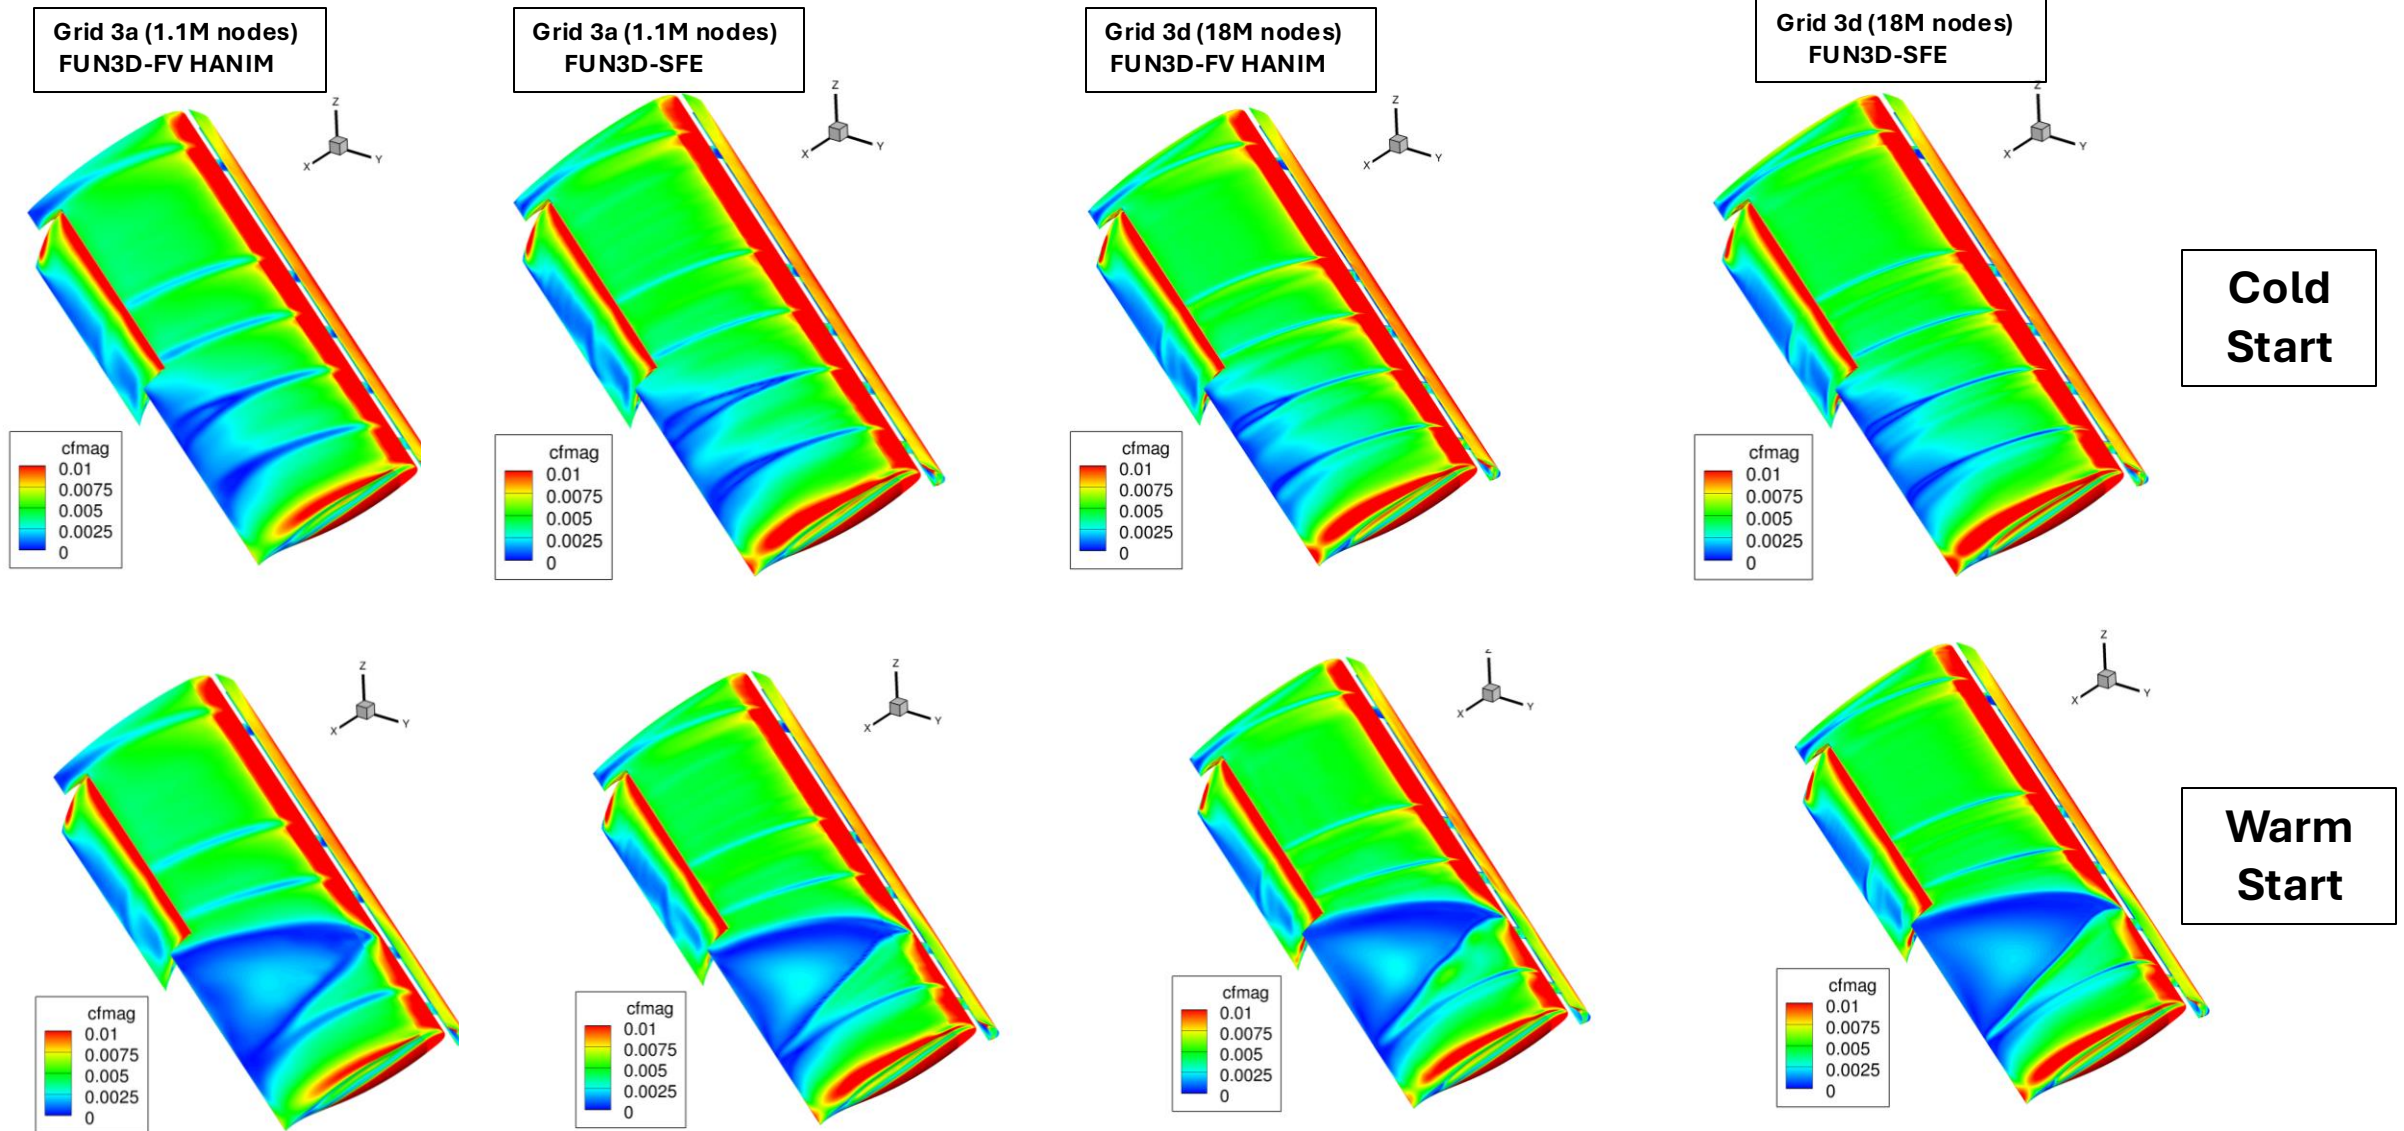 Grid 3a (1.1M nodes)
FUN3D-FV HANIM
Grid 3a (1.1M nodes)
FUN3D-SFE
Grid 3d (18M nodes)
FUN3D-FV HANIM
Grid 3d (18M nodes)
FUN3D-SFE
Z
X
Y
Z
X
Y
Z
X
Y
Z
X
Y
Cold
Start
cfmag
0.01
0.0075
0.005
0.0025
0
cfmag
0.01
0.0075
0.005
0.0025
0
cfmag
0.01
0.0075
0.005
0.0025
0
cfmag
0.01
0.0075
0.005
0.0025
0
Z
X
Y
Z
X
Y
X
Y
Z
X
Y
Warm
Start
cfmag
0.01
0.0075
0.005
0.0025
0
cfmag
0.01
0.0075
0.005
0.0025
0
cfmag
0.01
0.0075
0.005
0.0025
0
cfmag
0.01
0.0075
0.005
0.0025
0